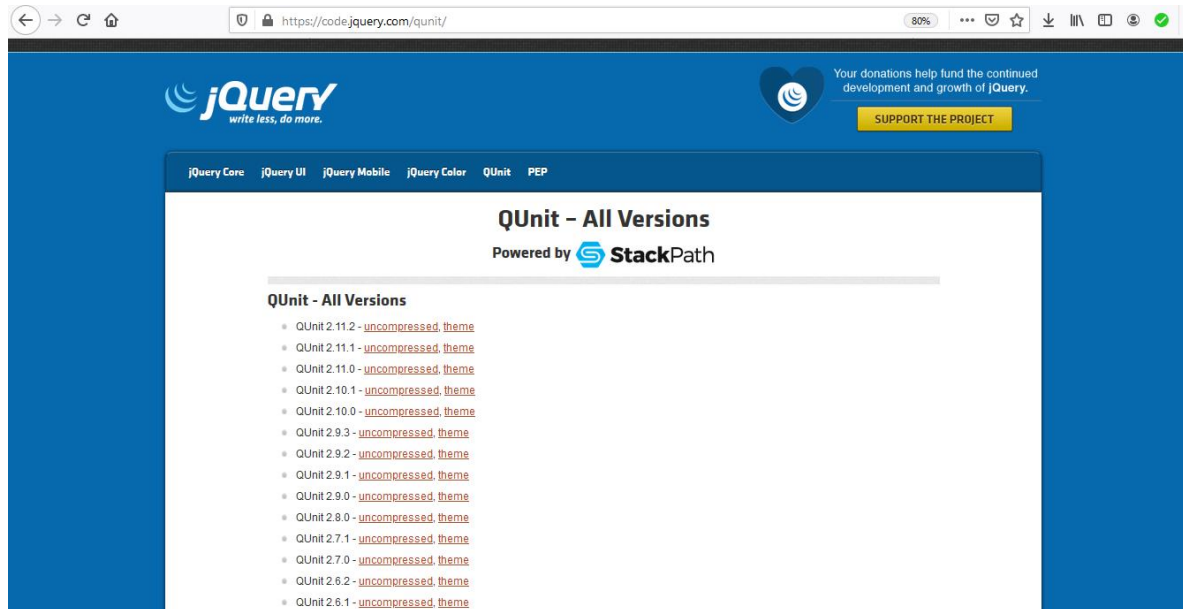 https://code.jquery.com/qunit/
80%
jQuery
write less, do more.
Your donations help fund the continued
development and growth of jQuery.
SUPPORT THE PROJECT
jQuery Core jQuery UI jQuery Mobile jQuery Color QUnit PEP
QUnit – All Versions
Powered by StackPath
QUnit - All Versions
QUnit 2.11.2 - uncompressed, theme
QUnit 2.11.1 - uncompressed, theme
QUnit 2.11.0 - uncompressed, theme
QUnit 2.10.1 - uncompressed, theme
QUnit 2.10.0 - uncompressed, theme
QUnit 2.9.3 - uncompressed, theme
QUnit 2.9.2 - uncompressed, theme
QUnit 2.9.1 - uncompressed, theme
QUnit 2.9.0 - uncompressed, theme
QUnit 2.8.0 - uncompressed, theme
QUnit 2.7.1 - uncompressed, theme
QUnit 2.7.0 - uncompressed, theme
QUnit 2.6.2 - uncompressed, theme
QUnit 2.6.1 - uncompressed, theme